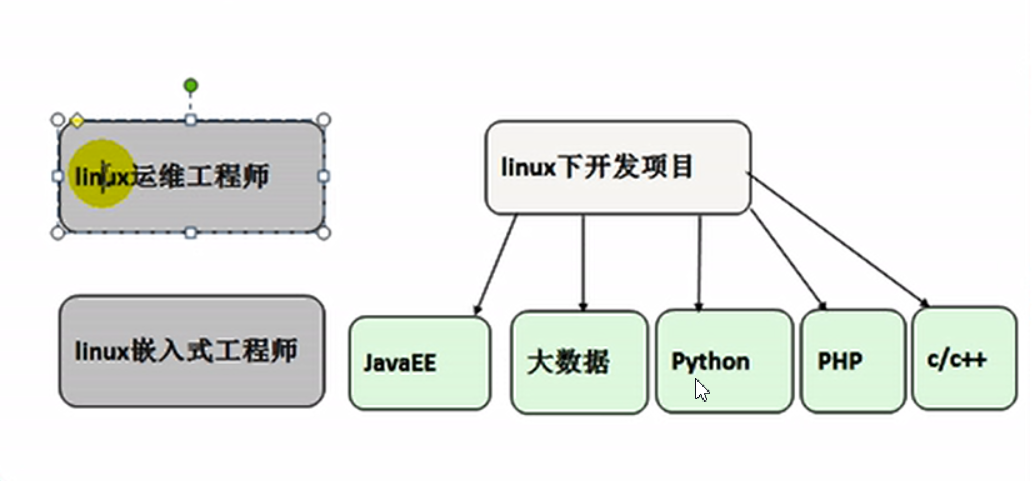 linux运维工程师
linux下开发项目
linux嵌入式工程师
JavaEE
大数据
Python
PHP
c/c++